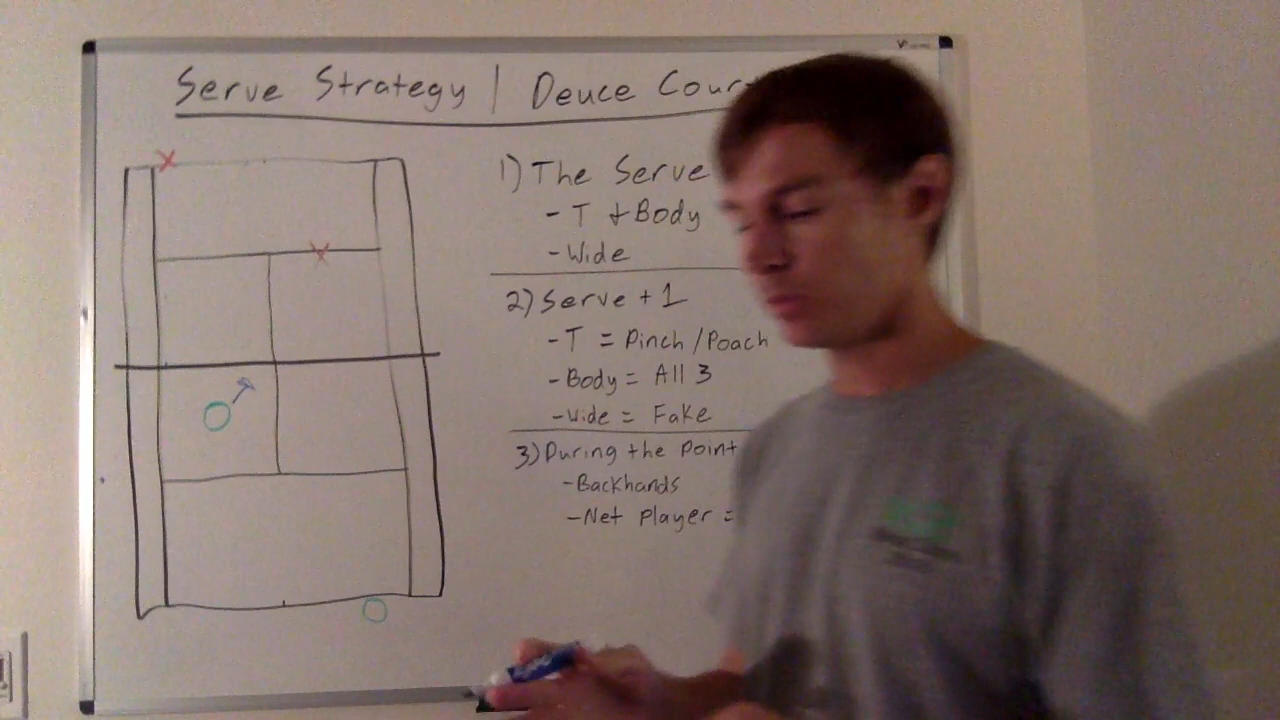 Serve Strategy | Deuce Cour
1) The Serve
- T + Body
- Wide
2) Serve + 1
- T = Pinch / Poach
- Body = All 3
- Wide = Fake
3) During the Point
- Backhands
- Net Player =